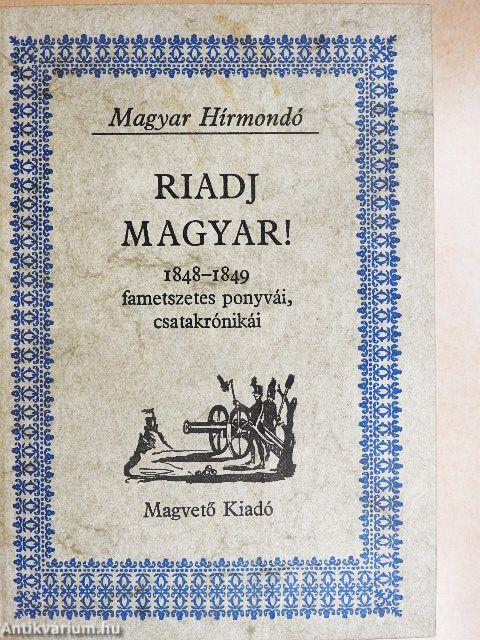 Magyar Hírmondó
RIADJ
MAGYAR!
1848–1849
fametszetes ponyvái,
csatakrónikái
Magvető Kiadó
Antikvarium.hu